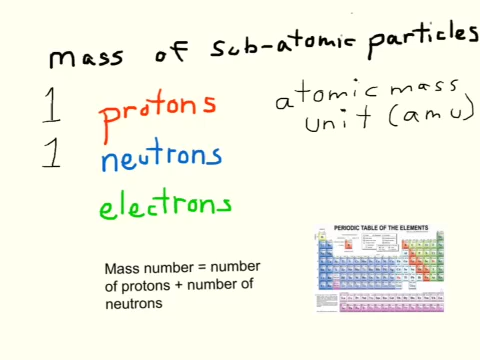 mass of sub-atomic particles
1 protons
atomic mass
unit (amu)
1 neutrons
electrons
PERIODIC TABLE OF THE ELEMENTS
Mass number = number
of protons + number of
neutrons